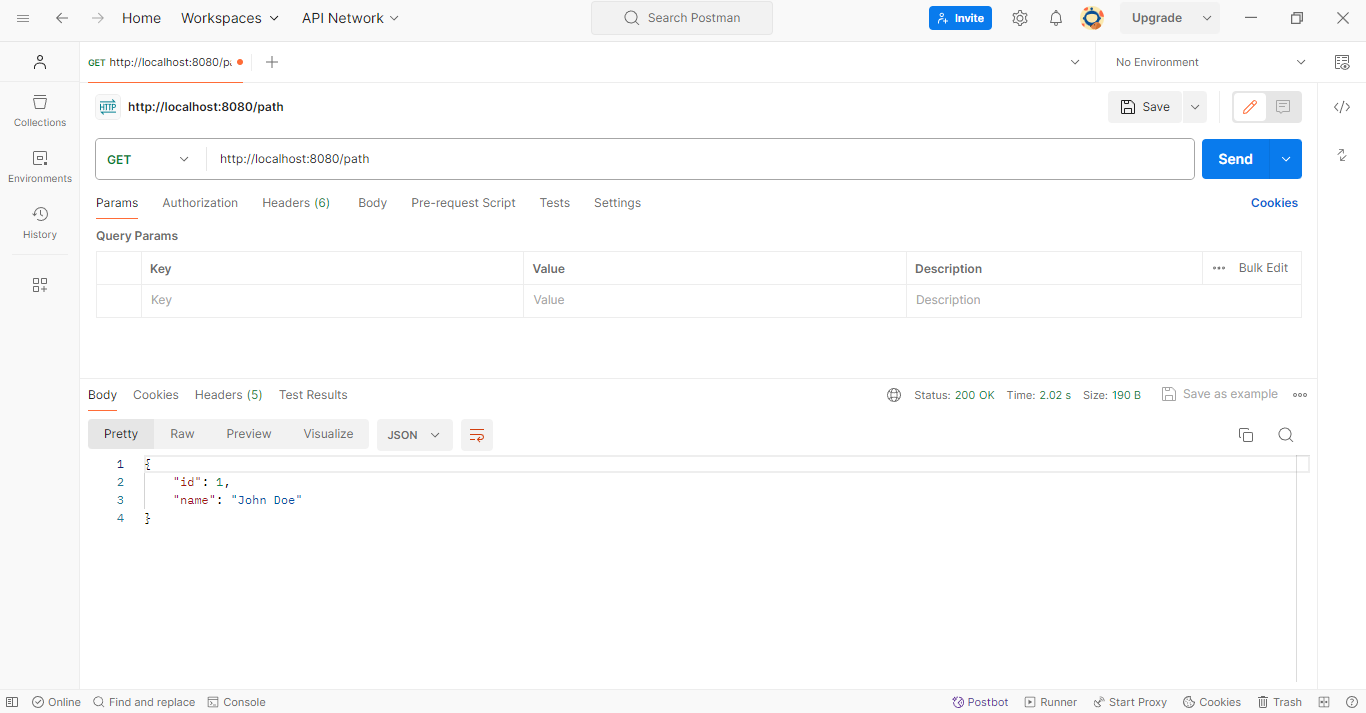 Home Workspaces API Network Search Postman Invite Upgrade
GET http://localhost:8080/p No Environment
HTTP http://localhost:8080/path Save
Collections
Environments
History
GET http://localhost:8080/path Send
Params Authorization Headers (6) Body Pre-request Script Tests Settings Cookies
Query Params
Key Value Description Bulk Edit
Key Value Description
Body Cookies Headers (5) Test Results Status: 200 OK Time: 2.02 s Size: 190 B Save as example
Pretty Raw Preview Visualize JSON
1 {
2 "id": 1,
3 "name": "John Doe"
4 }
Online Find and replace Console Postbot Runner Start Proxy Cookies Trash